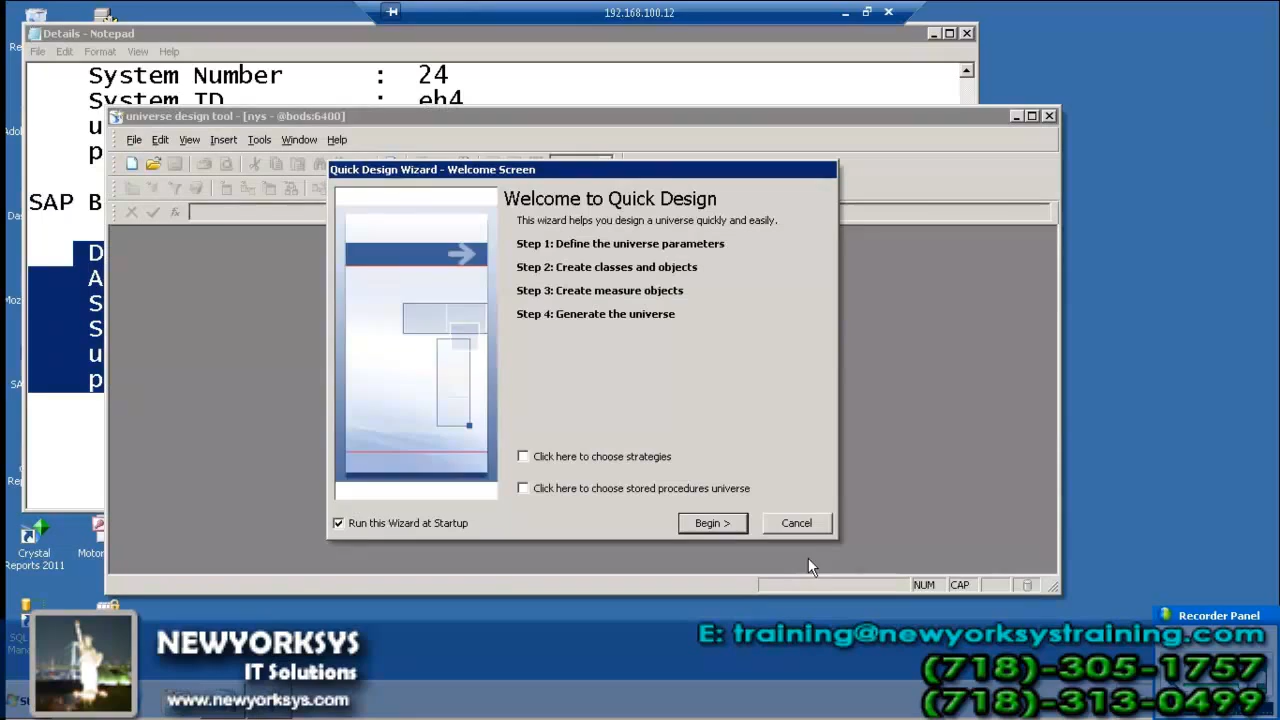 192.168.100.12
Details - Notepad
File Edit Format View Help
System Number : 24
System ID : eh4
u
p
SAP B
D
A
S
S
u
p
universe design tool - [nys - @bods:6400]
File Edit View Insert Tools Window Help
Quick Design Wizard - Welcome Screen
Welcome to Quick Design
This wizard helps you design a universe quickly and easily.
Step 1: Define the universe parameters
Step 2: Create classes and objects
Step 3: Create measure objects
Step 4: Generate the universe
Click here to choose strategies
Click here to choose stored procedures universe
Run this Wizard at Startup
Begin >
Cancel
NUM CAP
Crystal
Reports 2011
Recorder Panel
NEWYORKSYS
IT Solutions
www.newyorksys.com
E: training@newyorksystraining.com
(718)-305-1757
(718)-313-0499